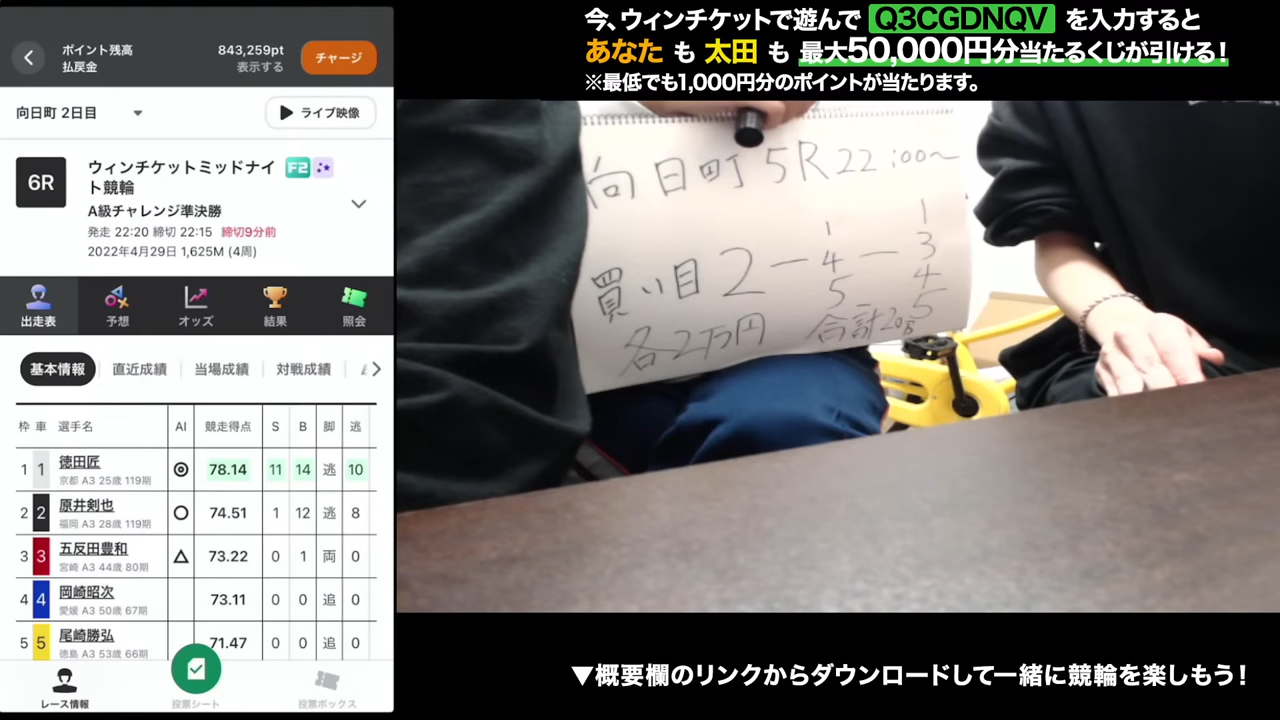 今、ウィンチケットで遊んで Q3CGDNQV を入力すると
あなた も 太田 も 最大50,000円分当たるくじが引ける!
※最低でも1,000円分のポイントが当たります。
ポイント残高 843,259pt
払戻金 表示する
チャージ
向日町 2日目
ライブ映像
6R
ウィンチケットミッドナイ
ト競輪
F2
A級チャレンジ準決勝
発走 22:20 締切 22:15 締切9分前
2022年4月29日 1,625M (4周)
出走表 予想 オッズ 結果 照会
基本情報 直近成績 当場成績 対戦成績
枠 車 選手名 AI 競走得点 S B 脚 逃
1 1 徳田匠 ◎ 78.14 11 14 逃 10
京都 A3 25歳 119期
2 2 原井剣也 ○ 74.51 1 12 逃 8
福岡 A3 28歳 119期
3 3 五反田豊和 △ 73.22 0 1 両 0
宮崎 A3 44歳 80期
4 4 岡崎昭次 73.11 0 0 追 0
愛媛 A3 50歳 67期
5 5 尾崎勝弘 71.47 0 0 追 0
徳島 A3 53歳 66期
レース情報 投票シート 投票ボックス
向日町 5R 22:00〜
1 1
3
買い目 2 ー 4 ー 4
5 5
各2万円 合計20万
▼概要欄のリンクからダウンロードして一緒に競輪を楽しもう!